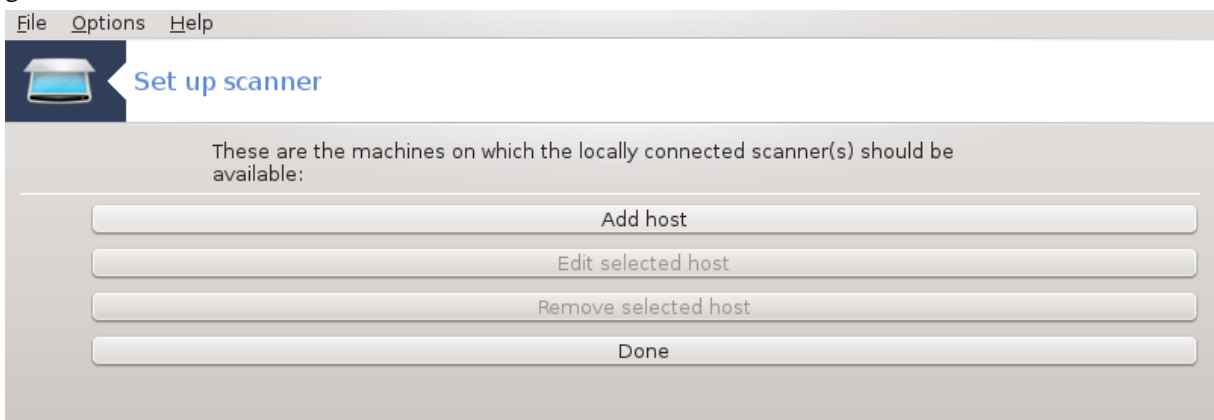 File Options Help
Set up scanner
These are the machines on which the locally connected scanner(s) should be
available:
Add host
Edit selected host
Remove selected host
Done